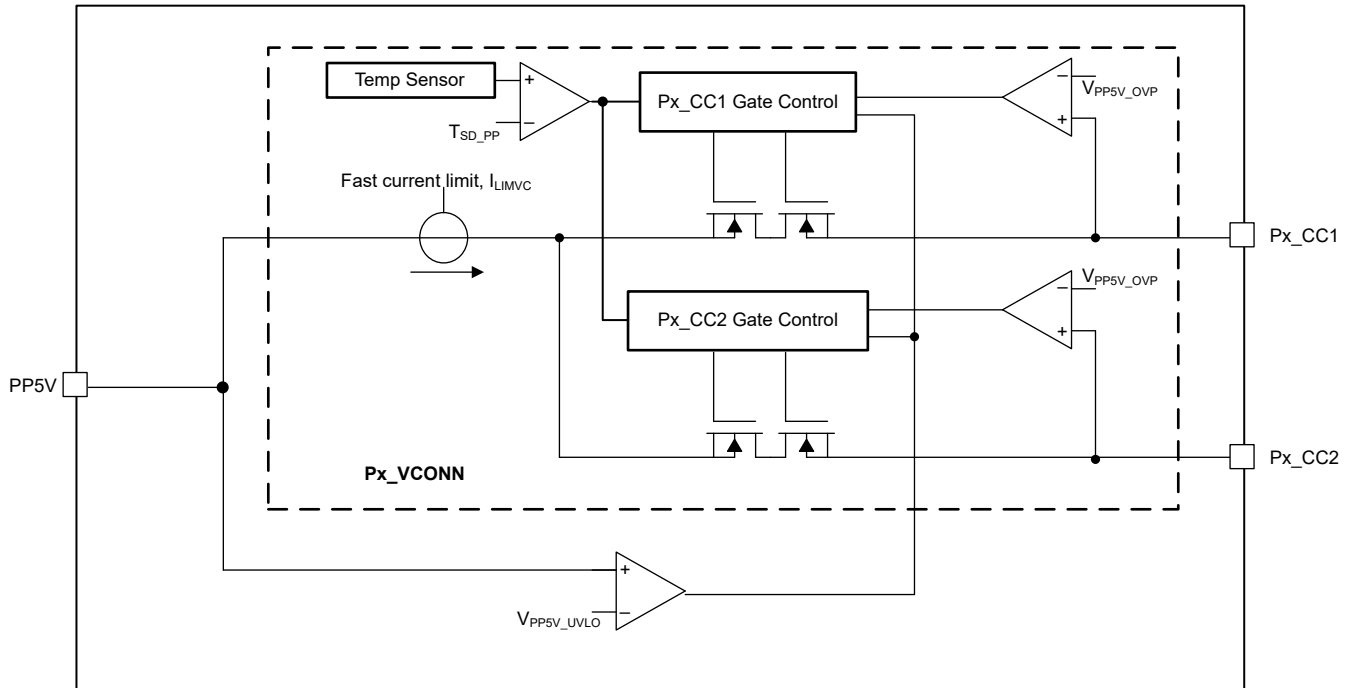 Temp Sensor
+
−
T_SD_PP
Px_CC1 Gate Control
−
V_PP5V_OVP
+
Fast current limit, I_LIMVC
Px_CC1
Px_CC2 Gate Control
−
V_PP5V_OVP
+
PP5V
Px_CC2
Px_VCONN
+
−
V_PP5V_UVLO